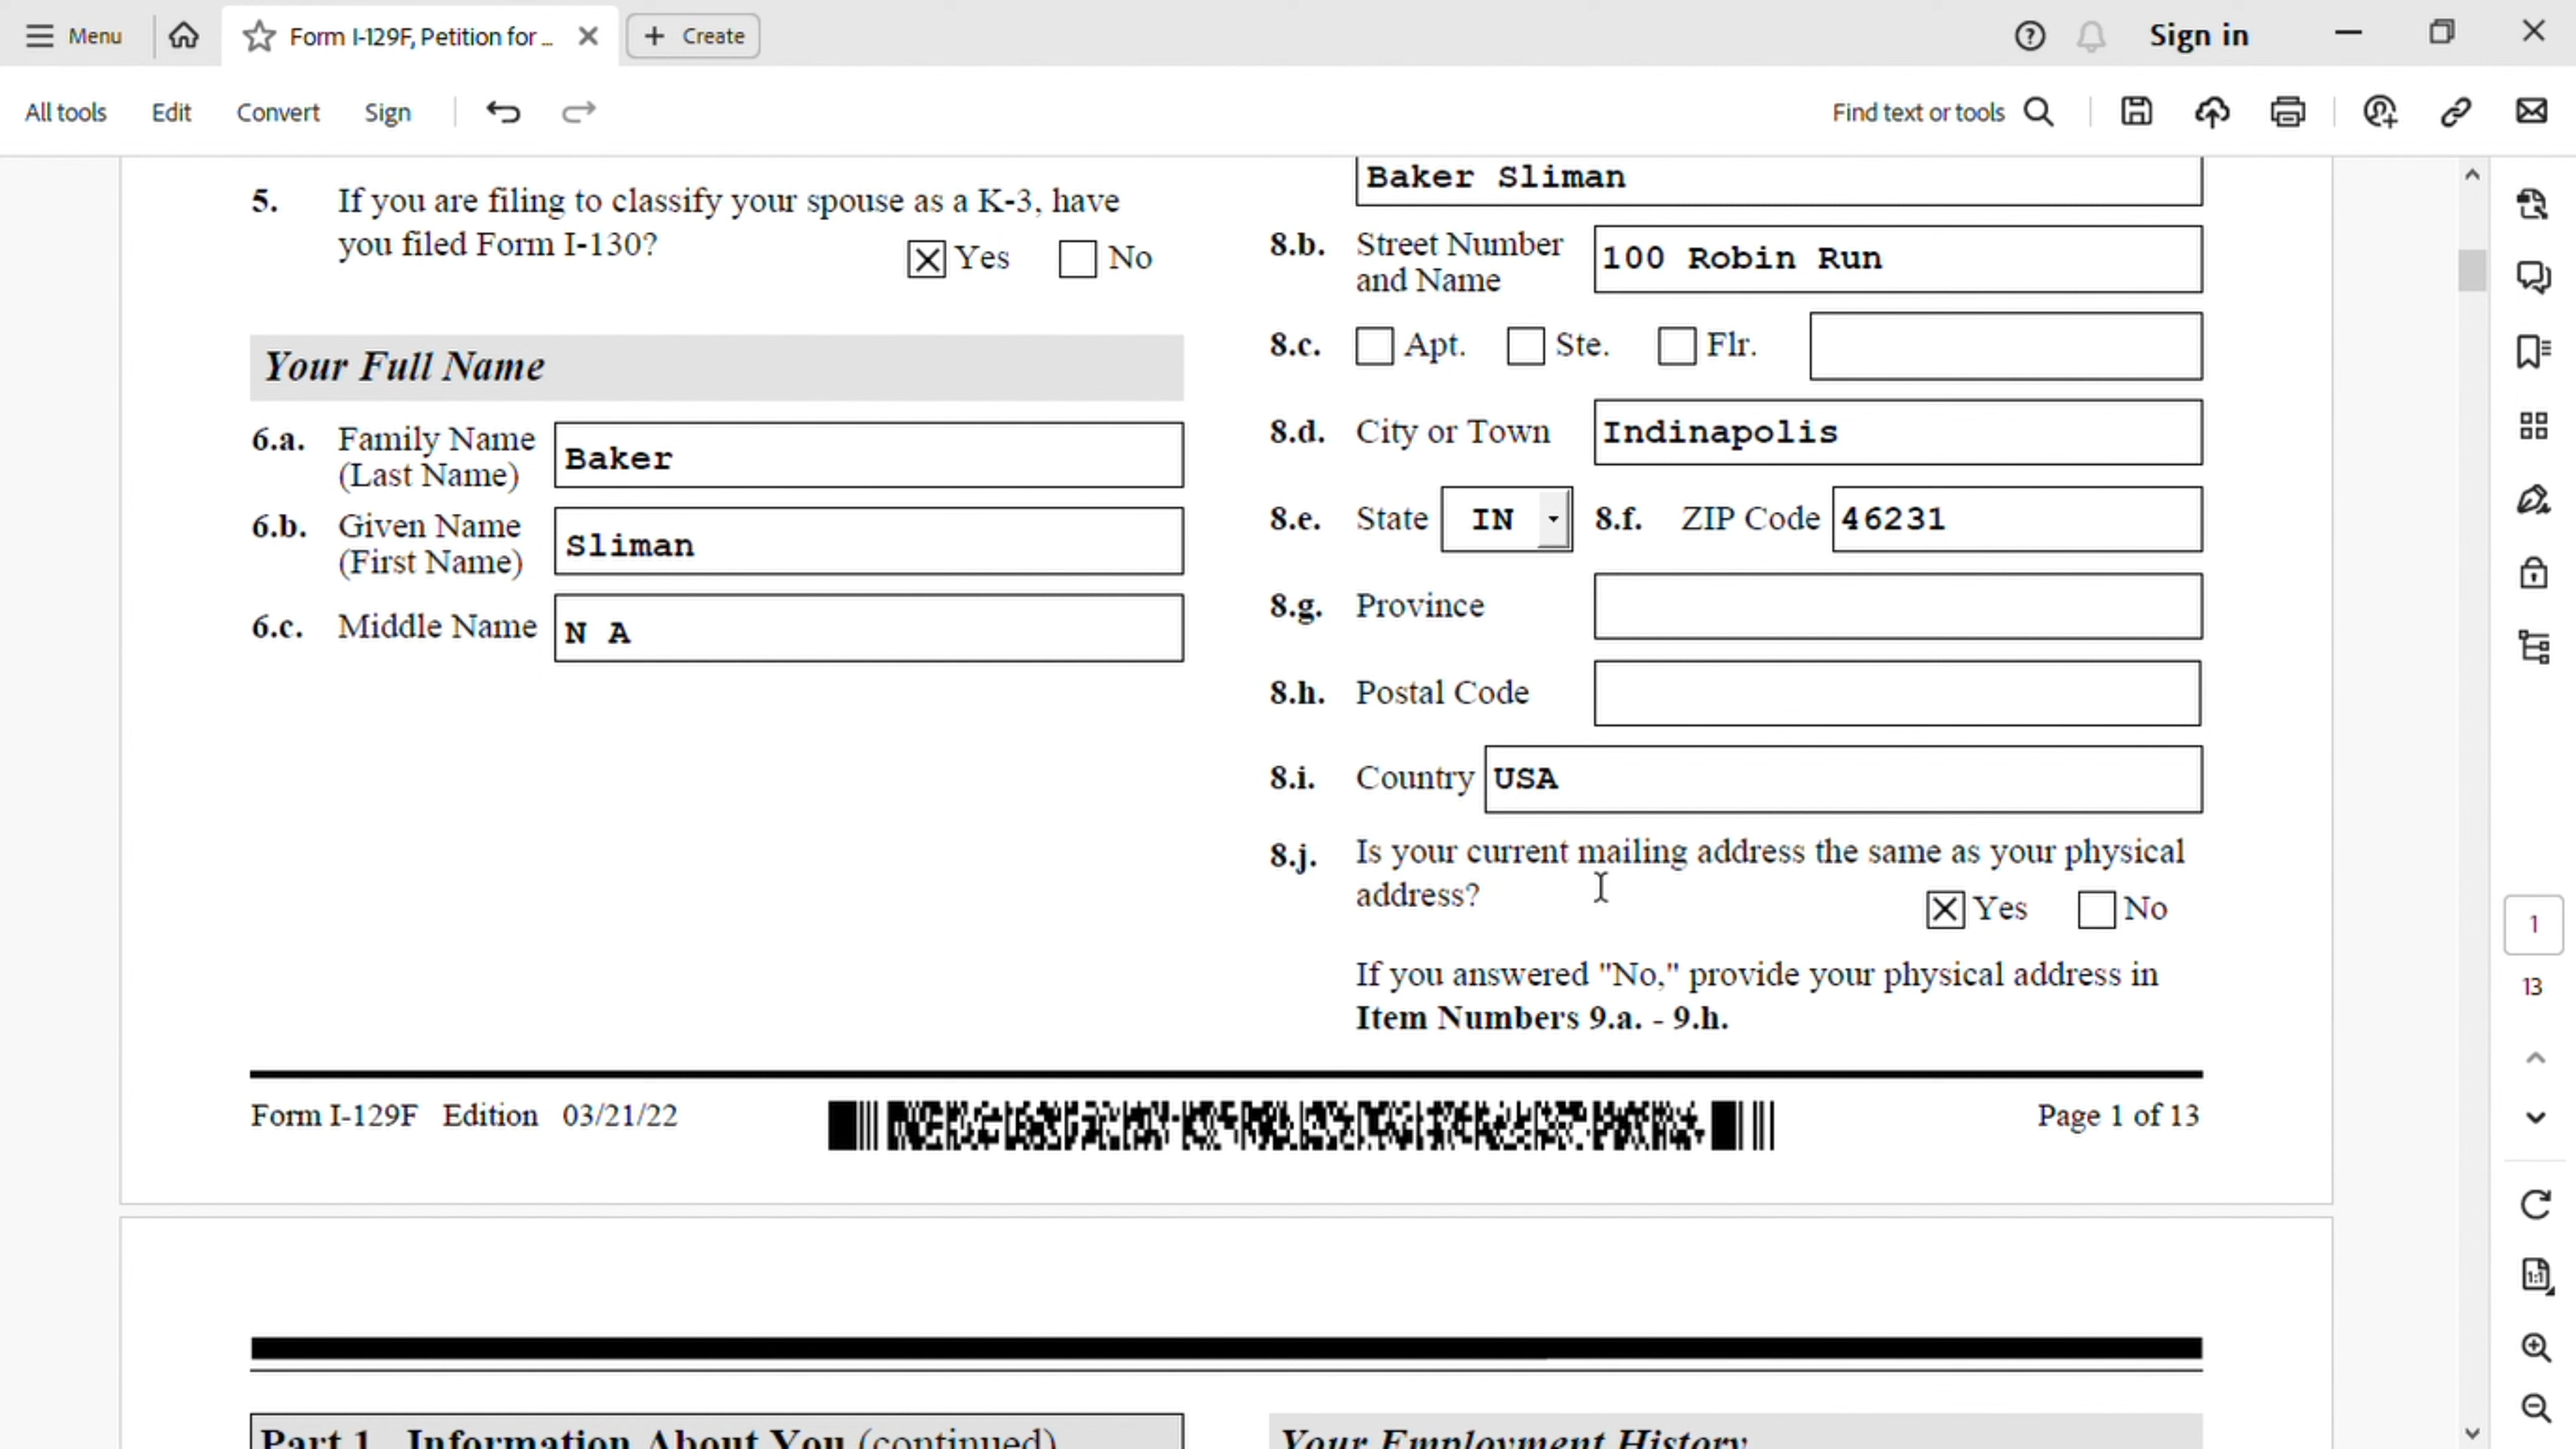 Menu
Form I-129F, Petition for ...
Create
Sign in
All tools
Edit
Convert
Sign
Find text or tools
5. If you are filing to classify your spouse as a K-3, have
you filed Form I-130?
Yes No
Your Full Name
6.a. Family Name
(Last Name)
Baker
6.b. Given Name
(First Name)
Sliman
6.c. Middle Name N A
Baker Sliman
8.b. Street Number
and Name
100 Robin Run
8.c. Apt. Ste. Flr.
8.d. City or Town Indinapolis
8.e. State IN 8.f. ZIP Code 46231
8.g. Province
8.h. Postal Code
8.i. Country USA
8.j. Is your current mailing address the same as your physical
address?
Yes No
If you answered "No," provide your physical address in
Item Numbers 9.a. - 9.h.
Form I-129F Edition 03/21/22
Page 1 of 13
Part 1. Information About You (continued)
Your Employment History
1
13
1:1